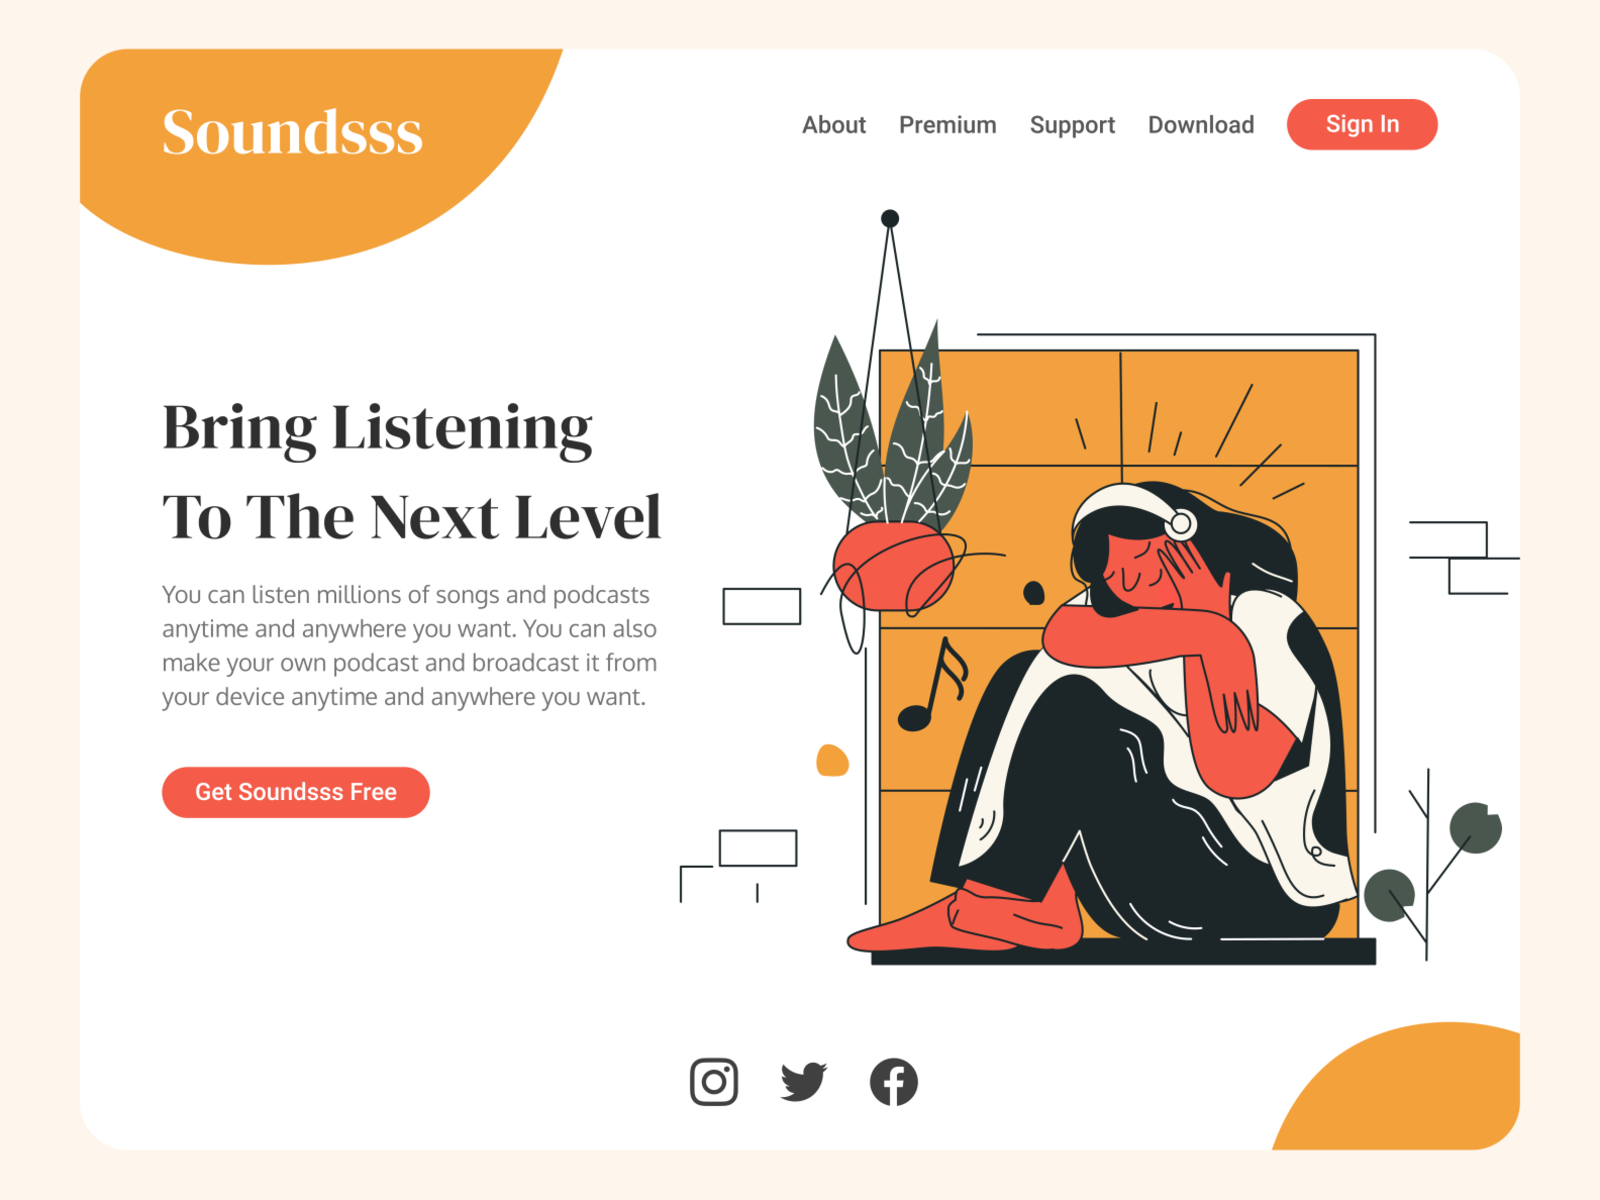 Soundsss
About Premium Support Download Sign In
Bring Listening
To The Next Level
You can listen millions of songs and podcasts
anytime and anywhere you want. You can also
make your own podcast and broadcast it from
your device anytime and anywhere you want.
Get Soundsss Free